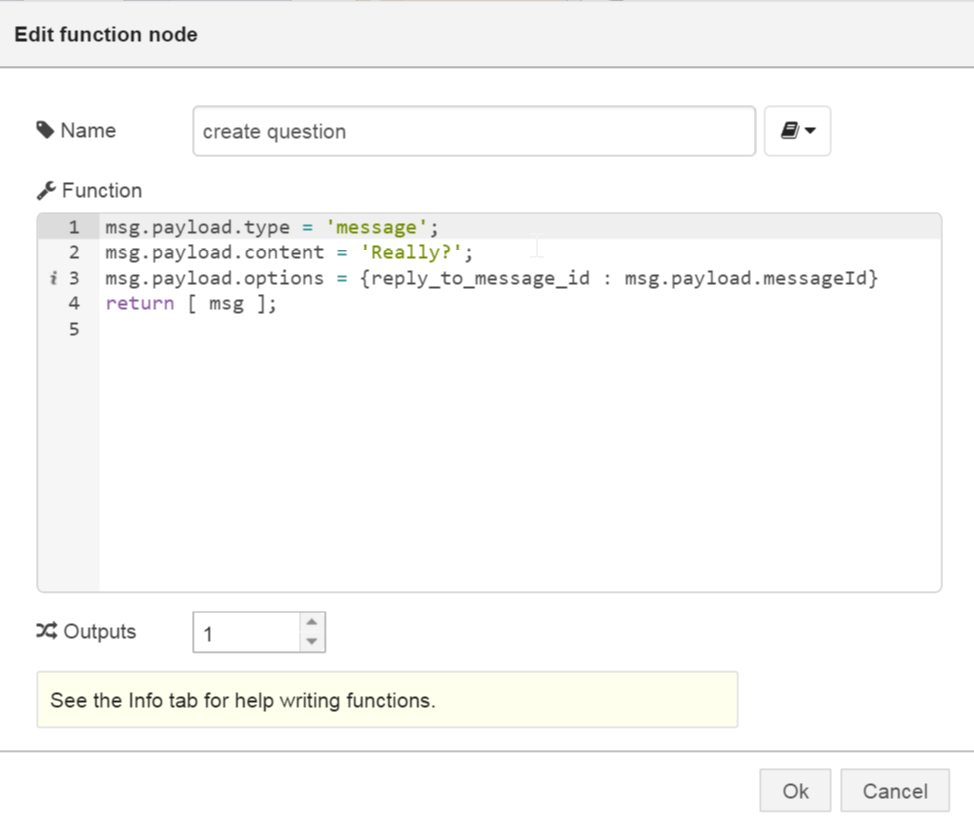 Edit function node
Name
create question
Function
1 msg.payload.type = 'message';
2 msg.payload.content = 'Really?';
i 3 msg.payload.options = {reply_to_message_id : msg.payload.messageId}
4 return [ msg ];
5
Outputs
1
See the Info tab for help writing functions.
Ok Cancel